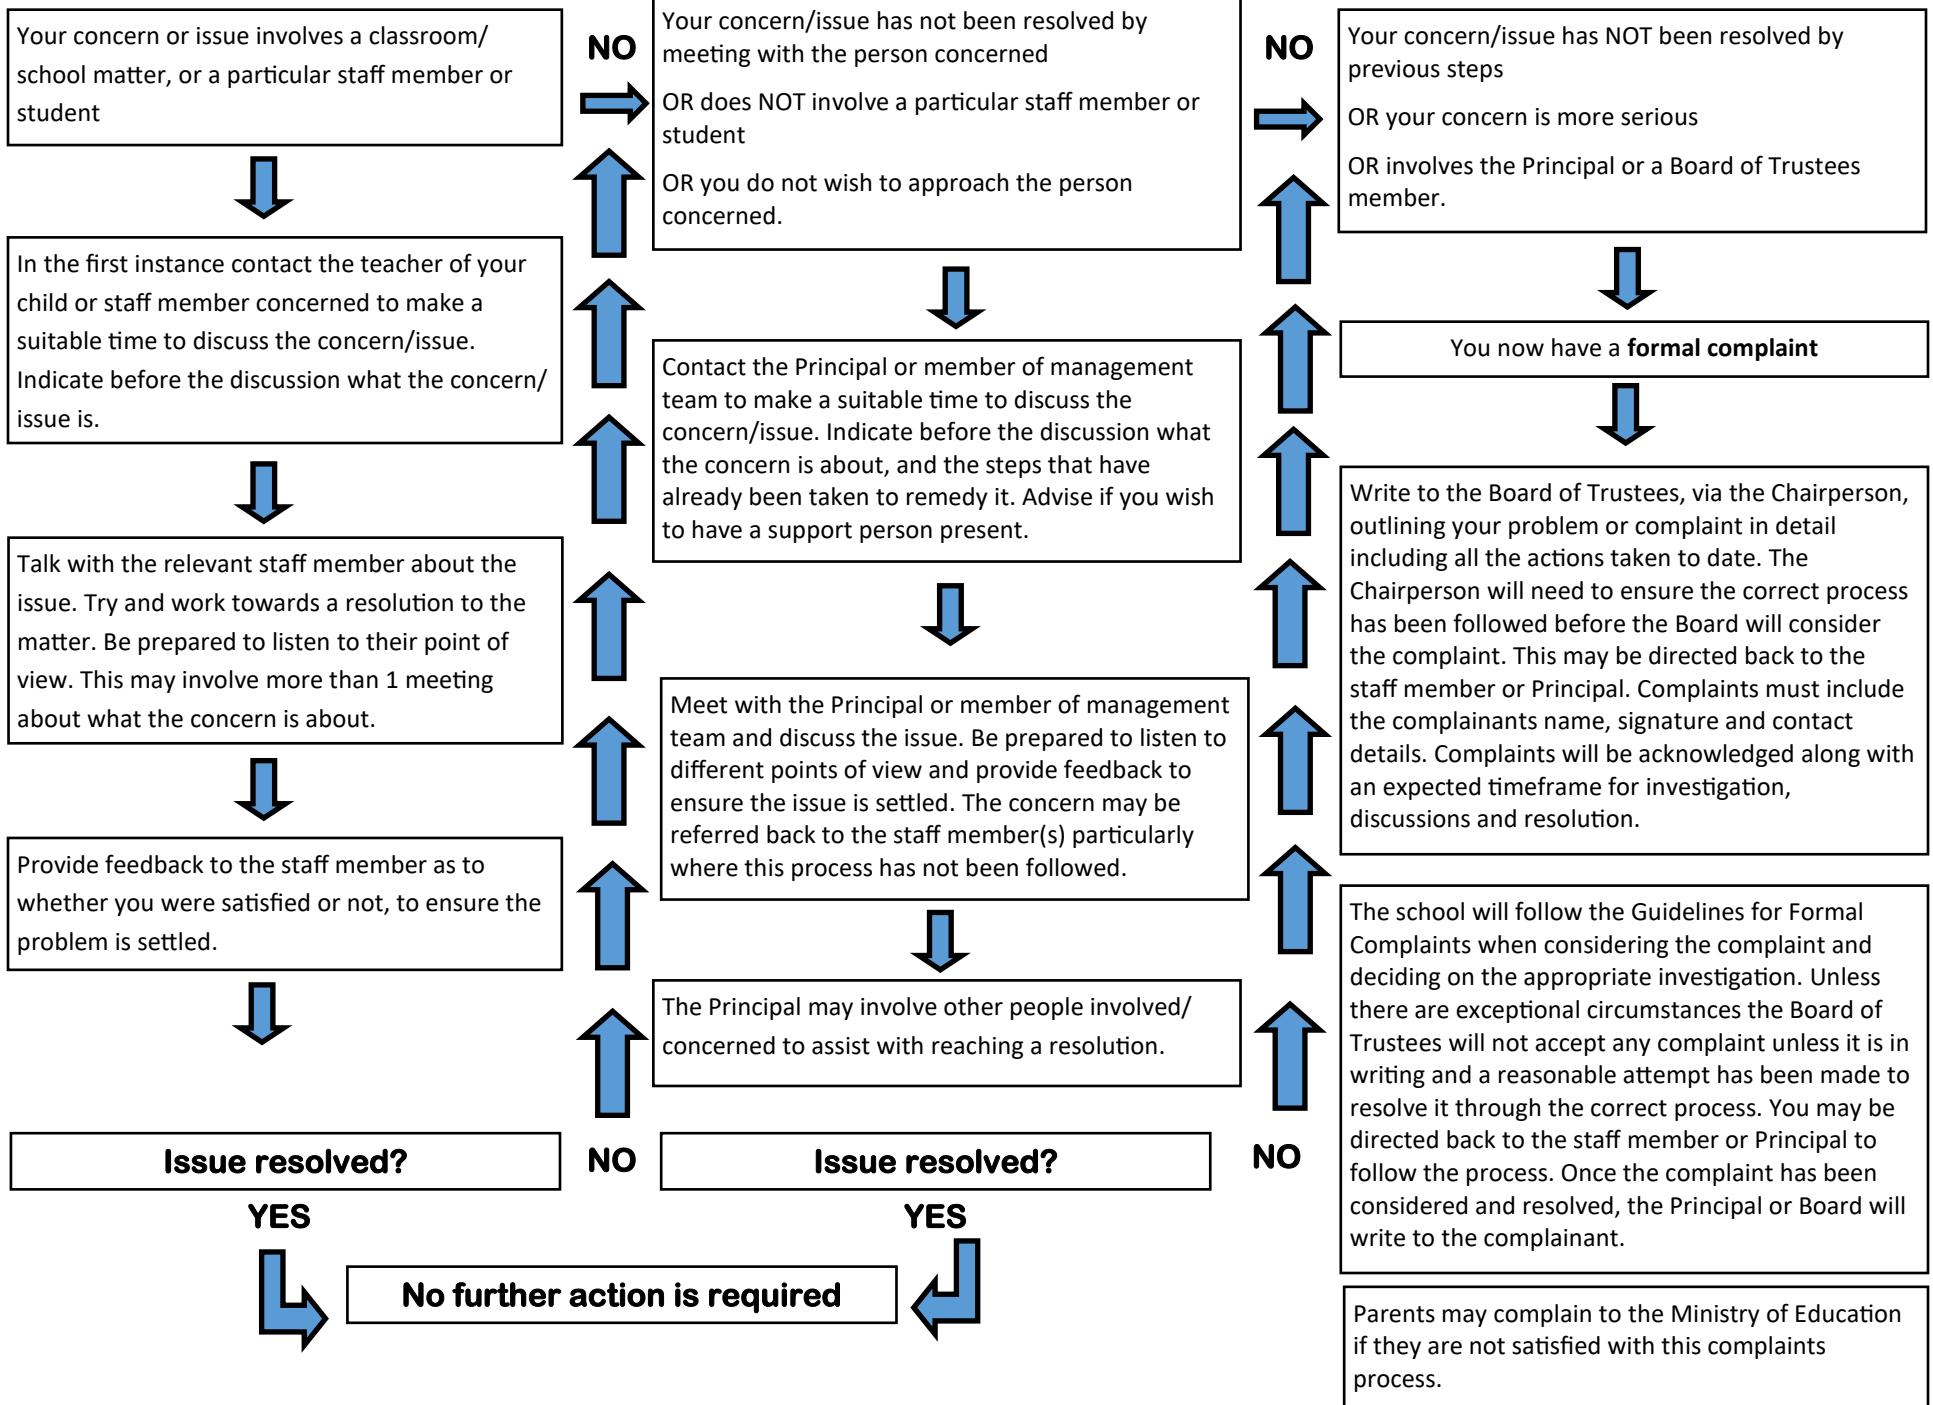 Your concern or issue involves a classroom/
school matter, or a particular staff member or
student
In the first instance contact the teacher of your
child or staff member concerned to make a
suitable time to discuss the concern/issue.
Indicate before the discussion what the concern/
issue is.
Talk with the relevant staff member about the
issue. Try and work towards a resolution to the
matter. Be prepared to listen to their point of
view. This may involve more than 1 meeting
about what the concern is about.
Provide feedback to the staff member as to
whether you were satisfied or not, to ensure the
problem is settled.
Issue resolved?
YES
NO
NO
Your concern/issue has not been resolved by
meeting with the person concerned
OR does NOT involve a particular staff member or
student
OR you do not wish to approach the person
concerned.
Contact the Principal or member of management
team to make a suitable time to discuss the
concern/issue. Indicate before the discussion what
the concern is about, and the steps that have
already been taken to remedy it. Advise if you wish
to have a support person present.
Meet with the Principal or member of management
team and discuss the issue. Be prepared to listen to
different points of view and provide feedback to
ensure the issue is settled. The concern may be
referred back to the staff member(s) particularly
where this process has not been followed.
The Principal may involve other people involved/
concerned to assist with reaching a resolution.
Issue resolved?
YES
No further action is required
NO
NO
Your concern/issue has NOT been resolved by
previous steps
OR your concern is more serious
OR involves the Principal or a Board of Trustees
member.
You now have a formal complaint
Write to the Board of Trustees, via the Chairperson,
outlining your problem or complaint in detail
including all the actions taken to date. The
Chairperson will need to ensure the correct process
has been followed before the Board will consider
the complaint. This may be directed back to the
staff member or Principal. Complaints must include
the complainants name, signature and contact
details. Complaints will be acknowledged along with
an expected timeframe for investigation,
discussions and resolution.
The school will follow the Guidelines for Formal
Complaints when considering the complaint and
deciding on the appropriate investigation. Unless
there are exceptional circumstances the Board of
Trustees will not accept any complaint unless it is in
writing and a reasonable attempt has been made to
resolve it through the correct process. You may be
directed back to the staff member or Principal to
follow the process. Once the complaint has been
considered and resolved, the Principal or Board will
write to the complainant.
Parents may complain to the Ministry of Education
if they are not satisfied with this complaints
process.